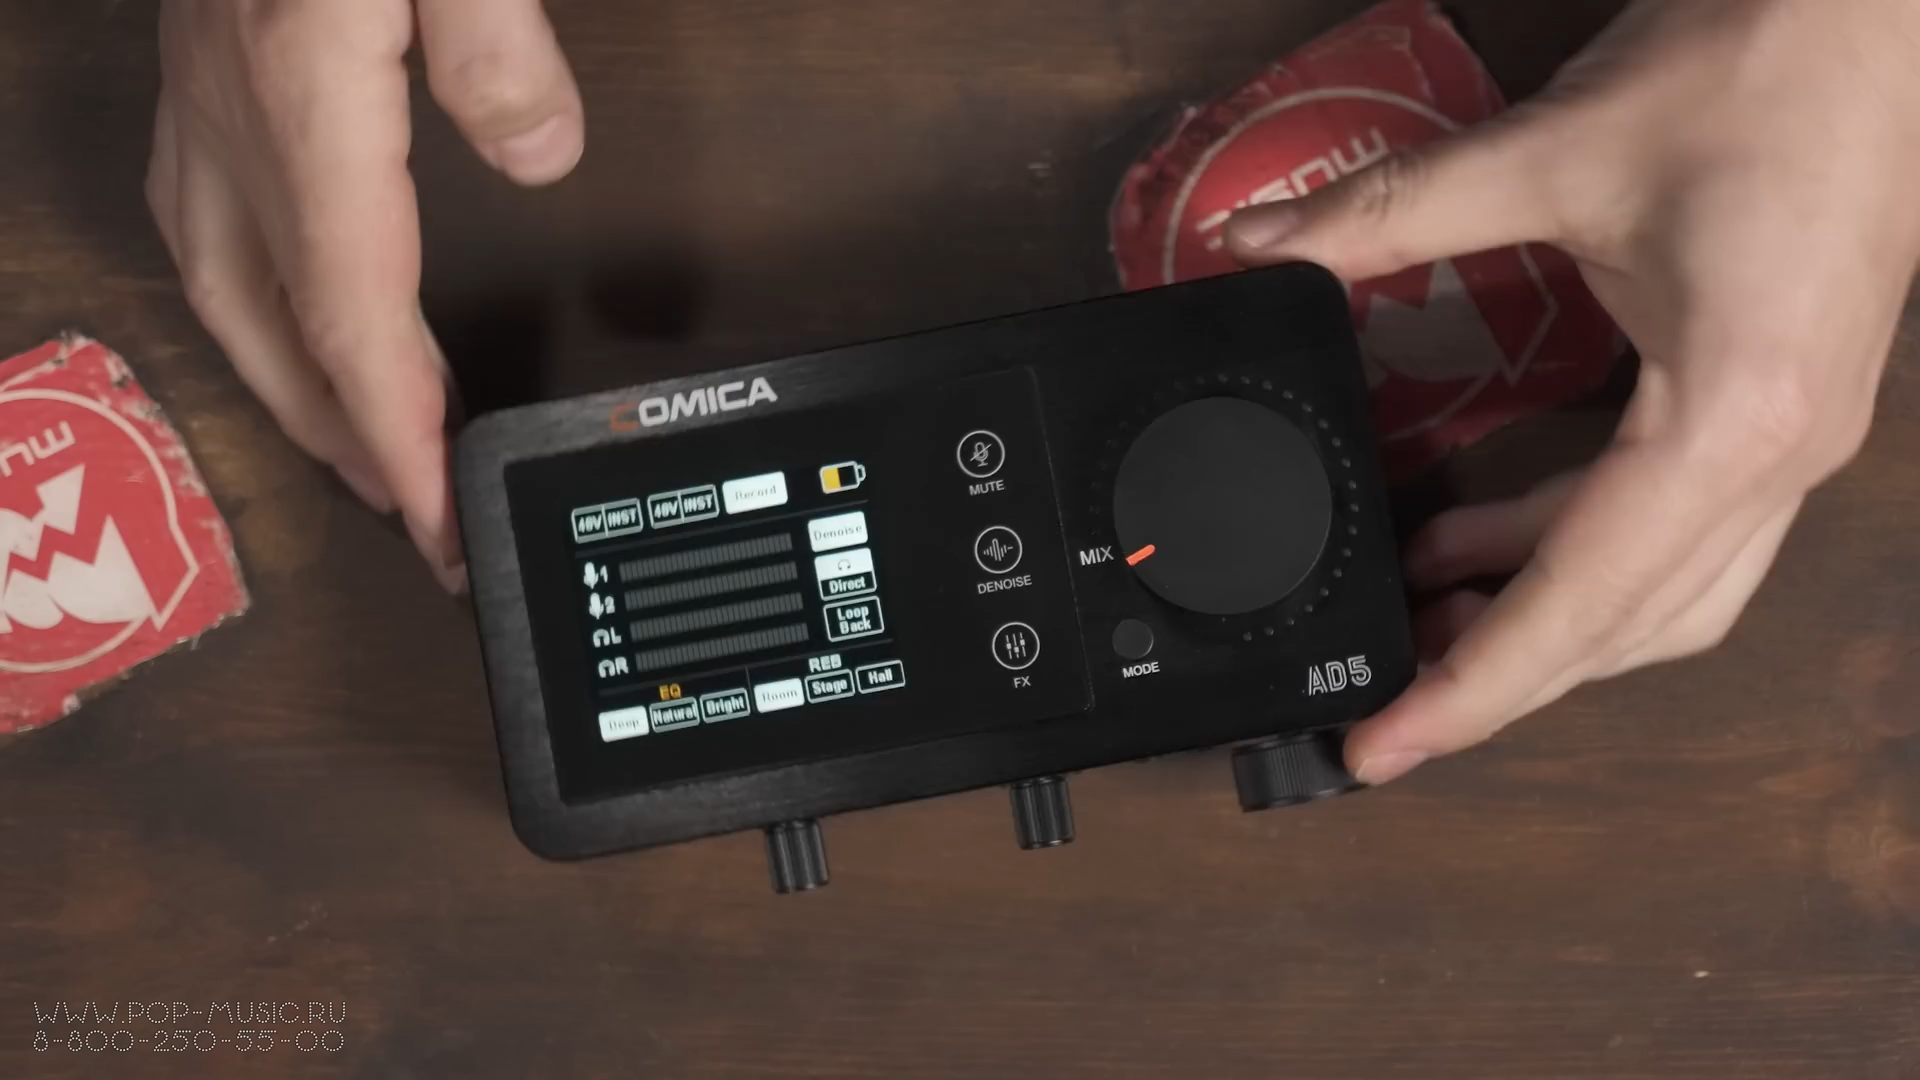 COMICA
48V INST 48V INST Record
Denoise
1
2
L
R
Direct
Loop Back
EQ
REB
Deep Natural Bright Room Stage Hall
MUTE
DENOISE
FX
MIX
MODE
AD5
MUSIC
WWW.POP-MUSIC.RU
8-800-250-55-00